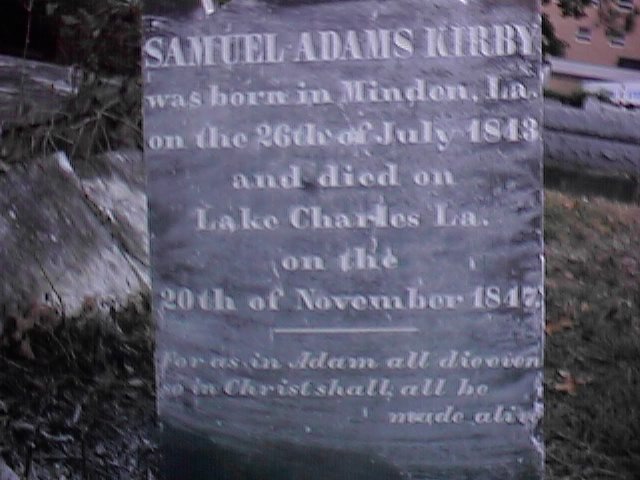 SAMUEL ADAMS KIRBY
was born in Minden, La.
on the 26th of July 1843
and died on
Lake Charles La.
on the
20th of November 1847
For as in Adam all die even
so in Christ shall, all be
made alive